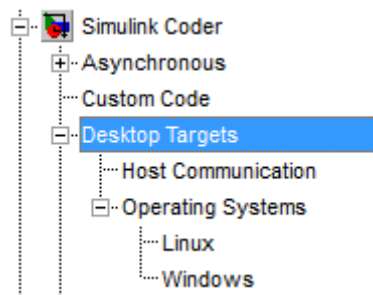 Simulink Coder
Asynchronous
Custom Code
Desktop Targets
Host Communication
Operating Systems
Linux
Windows